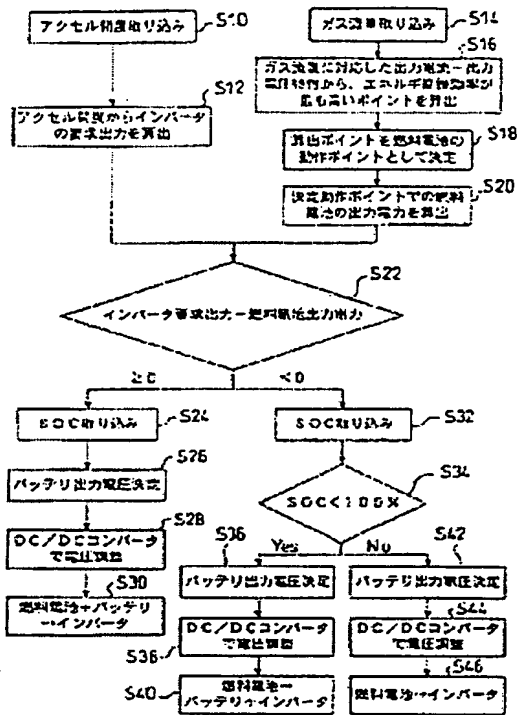 アクセル開度取り込み
S10
ガス流量取り込み
S14
S12
アクセル開度からインバータ
の要求出力を算出
S16
ガス流量に対応した出力電流－出力
電圧特性から、エネルギ変換効率が
最も高いポイントを算出
S18
算出ポイントを燃料電池の
動作ポイントとして決定
S20
決定動作ポイントでの燃料
電池の出力電力を算出
S22
インバータ要求出力－燃料電池出力電力
≧0
<0
SOC取り込み
S24
SOC取り込み
S32
バッテリ出力電圧決定
S26
S34
SOC<100%
DC/DCコンバータ
で電圧調整
S28
S36
Yes
No
S42
S30
燃料電池＋バッテリ
→インバータ
バッテリ出力電圧決定
バッテリ出力電圧決定
S44
DC/DCコンバータ
で電圧調整
S38
DC/DCコンバータ
で電圧調整
S46
S40
燃料電池→
バッテリ＋インバータ
燃料電池→インバータ